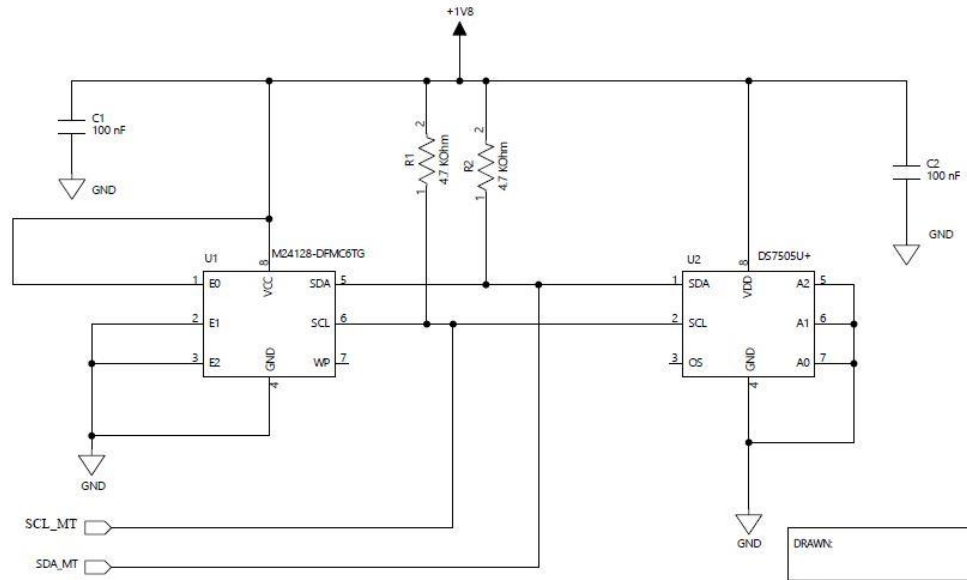 +1V8
C1
100 nF
GND
2
R1
4.7 KOhm
1
2
R2
4.7 KOhm
1
C2
100 nF
GND
U1
M24128-DFMC6TG
8
VCC
1
E0
SDA
5
2
E1
SCL
6
3
E2
GND
WP
7
4
GND
U2
DS7505U+
8
VDD
1
SDA
A2
5
2
SCL
A1
6
3
OS
GND
A0
7
4
GND
SCL_MT
SDA_MT
DRAWN: